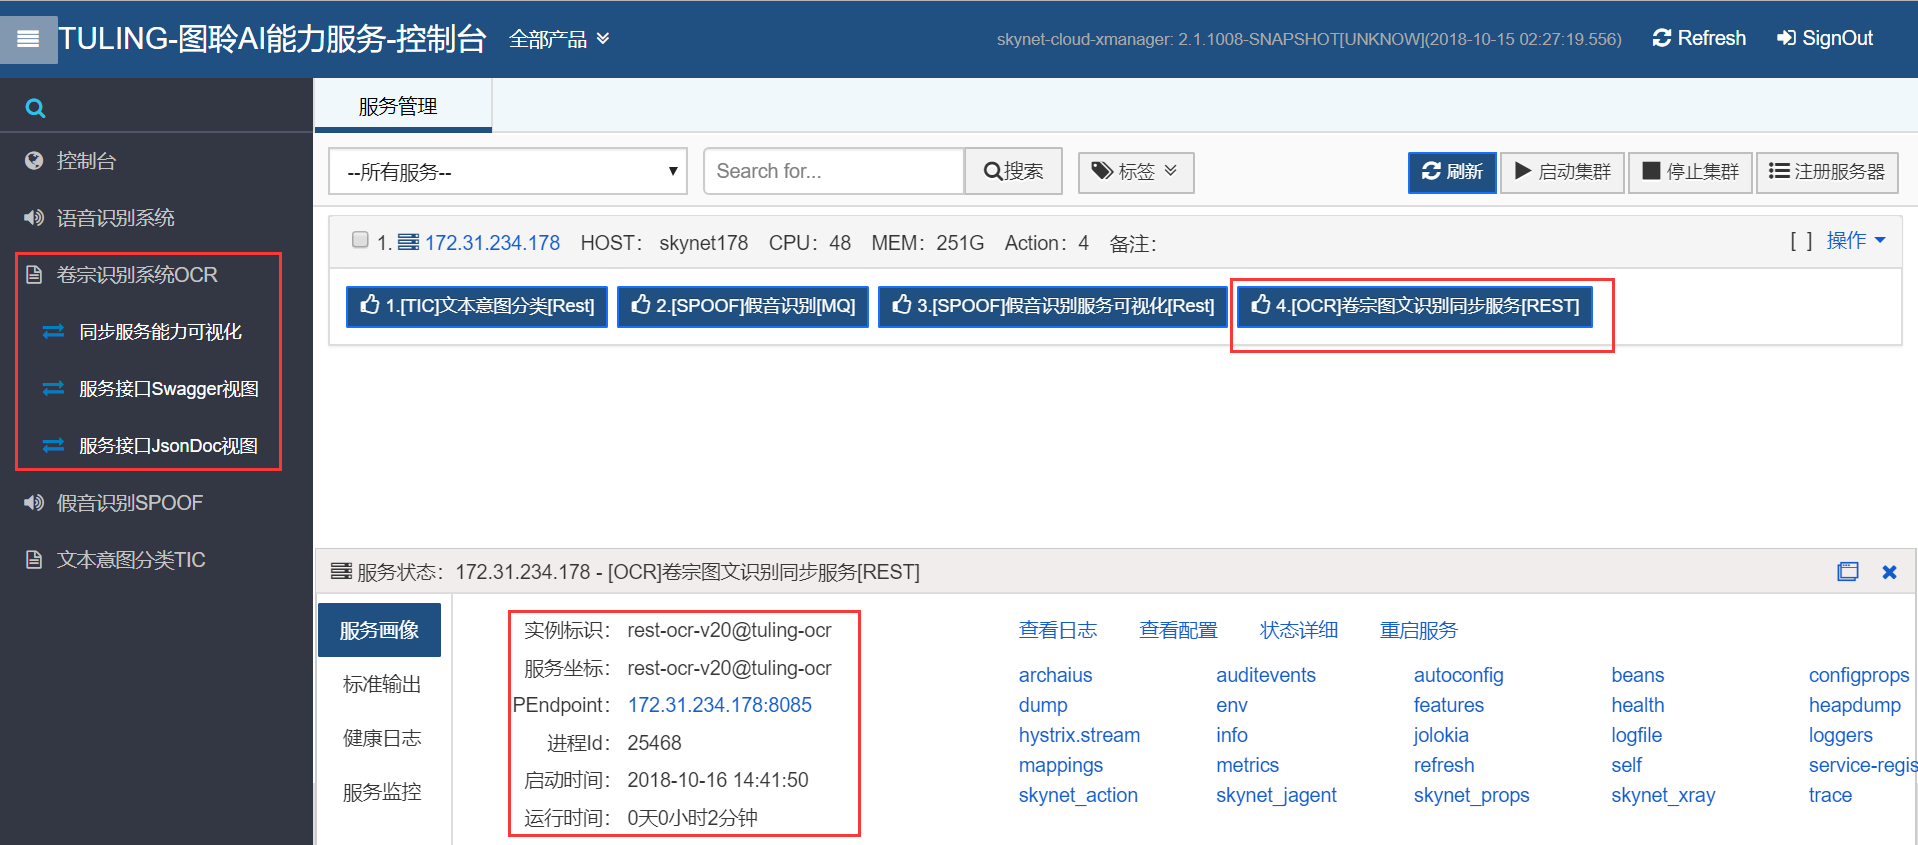 TULING-图聆AI能力服务-控制台 全部产品 skynet-cloud-xmanager: 2.1.1008-SNAPSHOT[UNKNOW](2018-10-15 02:27:19.556) Refresh SignOut
服务管理
控制台
语音识别系统
卷宗识别系统OCR
同步服务能力可视化
服务接口Swagger视图
服务接口JsonDoc视图
假音识别SPOOF
文本意图分类TIC
--所有服务-- Search for... 搜索 标签 刷新 启动集群 停止集群 注册服务器
1. 172.31.234.178 HOST: skynet178 CPU: 48 MEM: 251G Action: 4 备注: [ ] 操作
1.[TIC]文本意图分类[Rest] 2.[SPOOF]假音识别[MQ] 3.[SPOOF]假音识别服务可视化[Rest] 4.[OCR]卷宗图文识别同步服务[REST]
服务状态: 172.31.234.178 - [OCR]卷宗图文识别同步服务[REST]
服务画像
标准输出
健康日志
服务监控
实例标识: rest-ocr-v20@tuling-ocr
服务坐标: rest-ocr-v20@tuling-ocr
PEndpoint: 172.31.234.178:8085
进程Id: 25468
启动时间: 2018-10-16 14:41:50
运行时间: 0天0小时2分钟
查看日志 查看配置 状态详细 重启服务
archaius auditevents autoconfig beans configprops
dump env features health heapdump
hystrix.stream info jolokia logfile loggers
mappings metrics refresh self service-regis
skynet_action skynet_jagent skynet_props skynet_xray trace